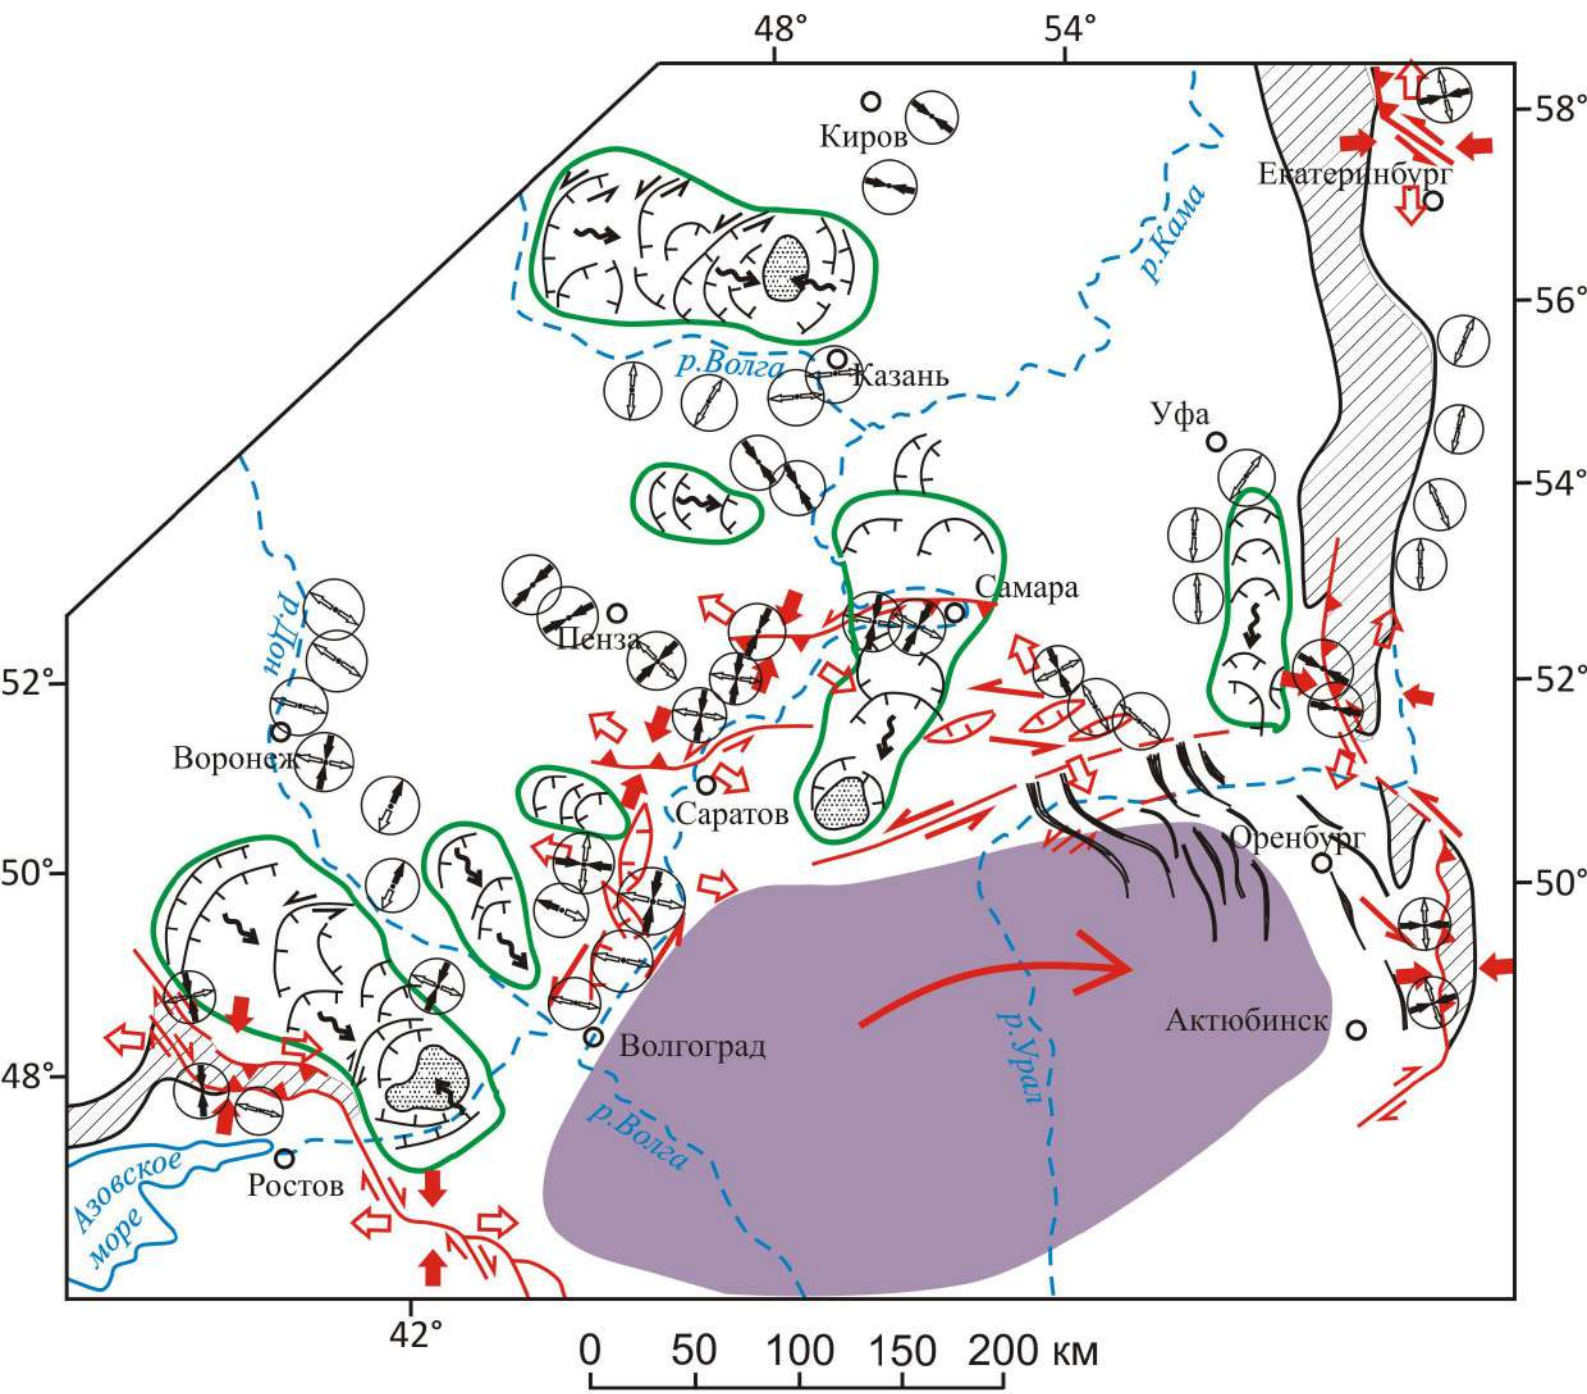 48°
54°
58°
Киров
Екатеринбург
р.Кама
56°
р.Волга
Казань
Уфа
54°
р.Дон
Самара
Пенза
52°
52°
Воронеж
Саратов
Оренбург
50°
50°
Актюбинск
Волгоград
р.Урал
48°
р.Волга
Азовское
море
Ростов
42°
0 50 100 150 200 км